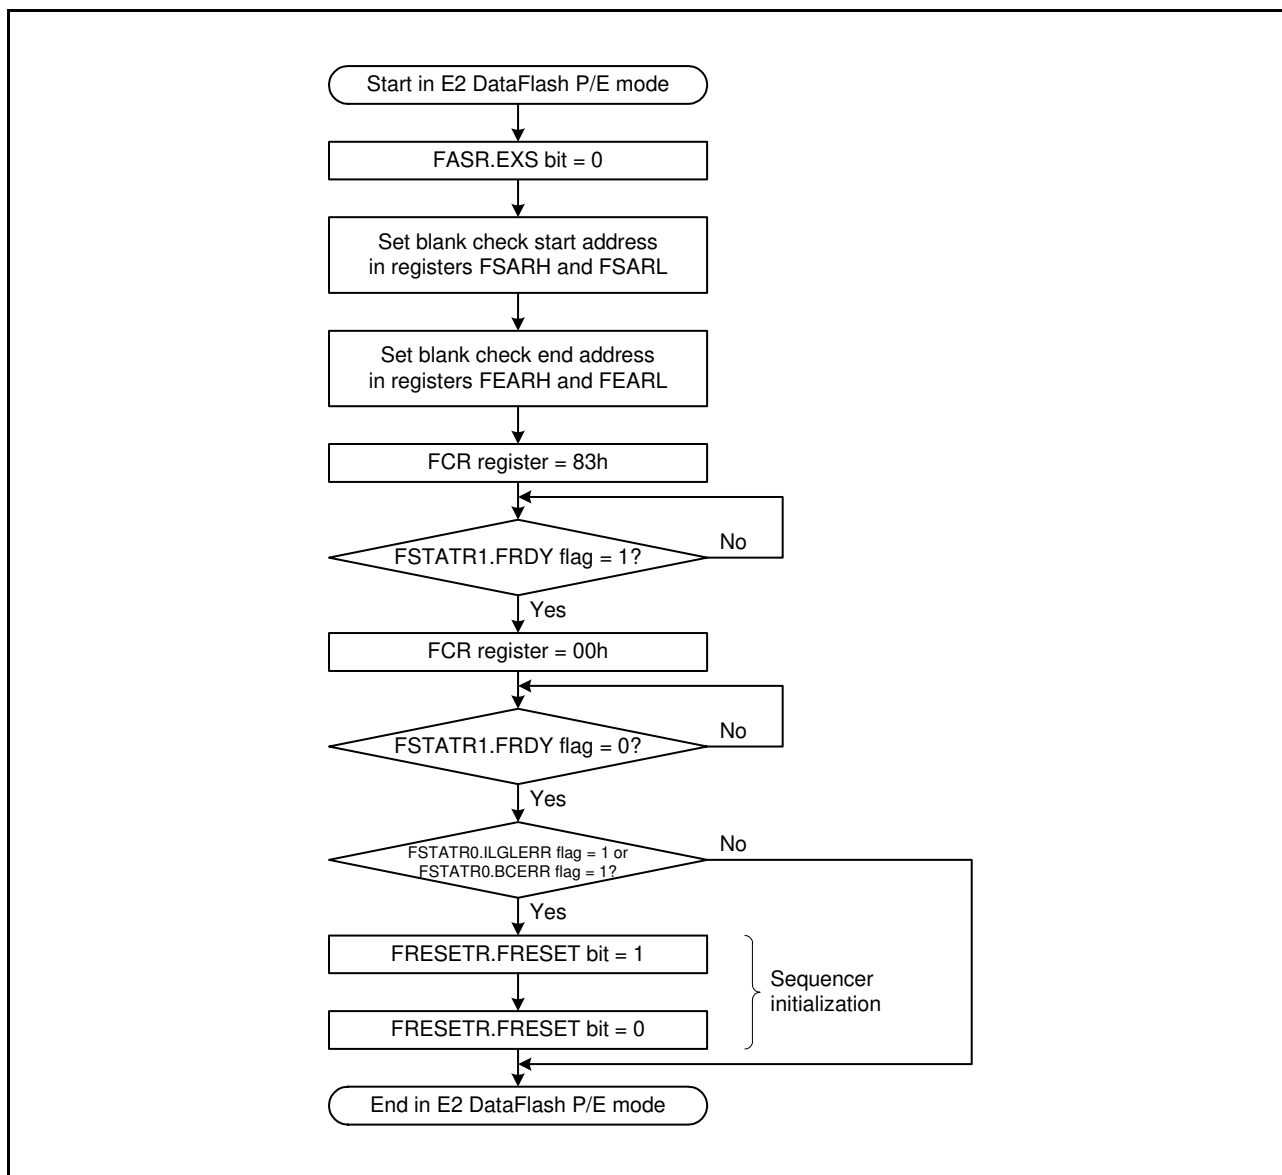 Start in E2 DataFlash P/E mode
FASR.EXS bit = 0
Set blank check start address
in registers FSARH and FSARL
Set blank check end address
in registers FEARH and FEARL
FCR register = 83h
FSTATR1.FRDY flag = 1?
No
Yes
FCR register = 00h
FSTATR1.FRDY flag = 0?
No
Yes
FSTATR0.ILGLERR flag = 1 or
FSTATR0.BCERR flag = 1?
No
Yes
FRESETR.FRESET bit = 1
Sequencer
initialization
FRESETR.FRESET bit = 0
End in E2 DataFlash P/E mode